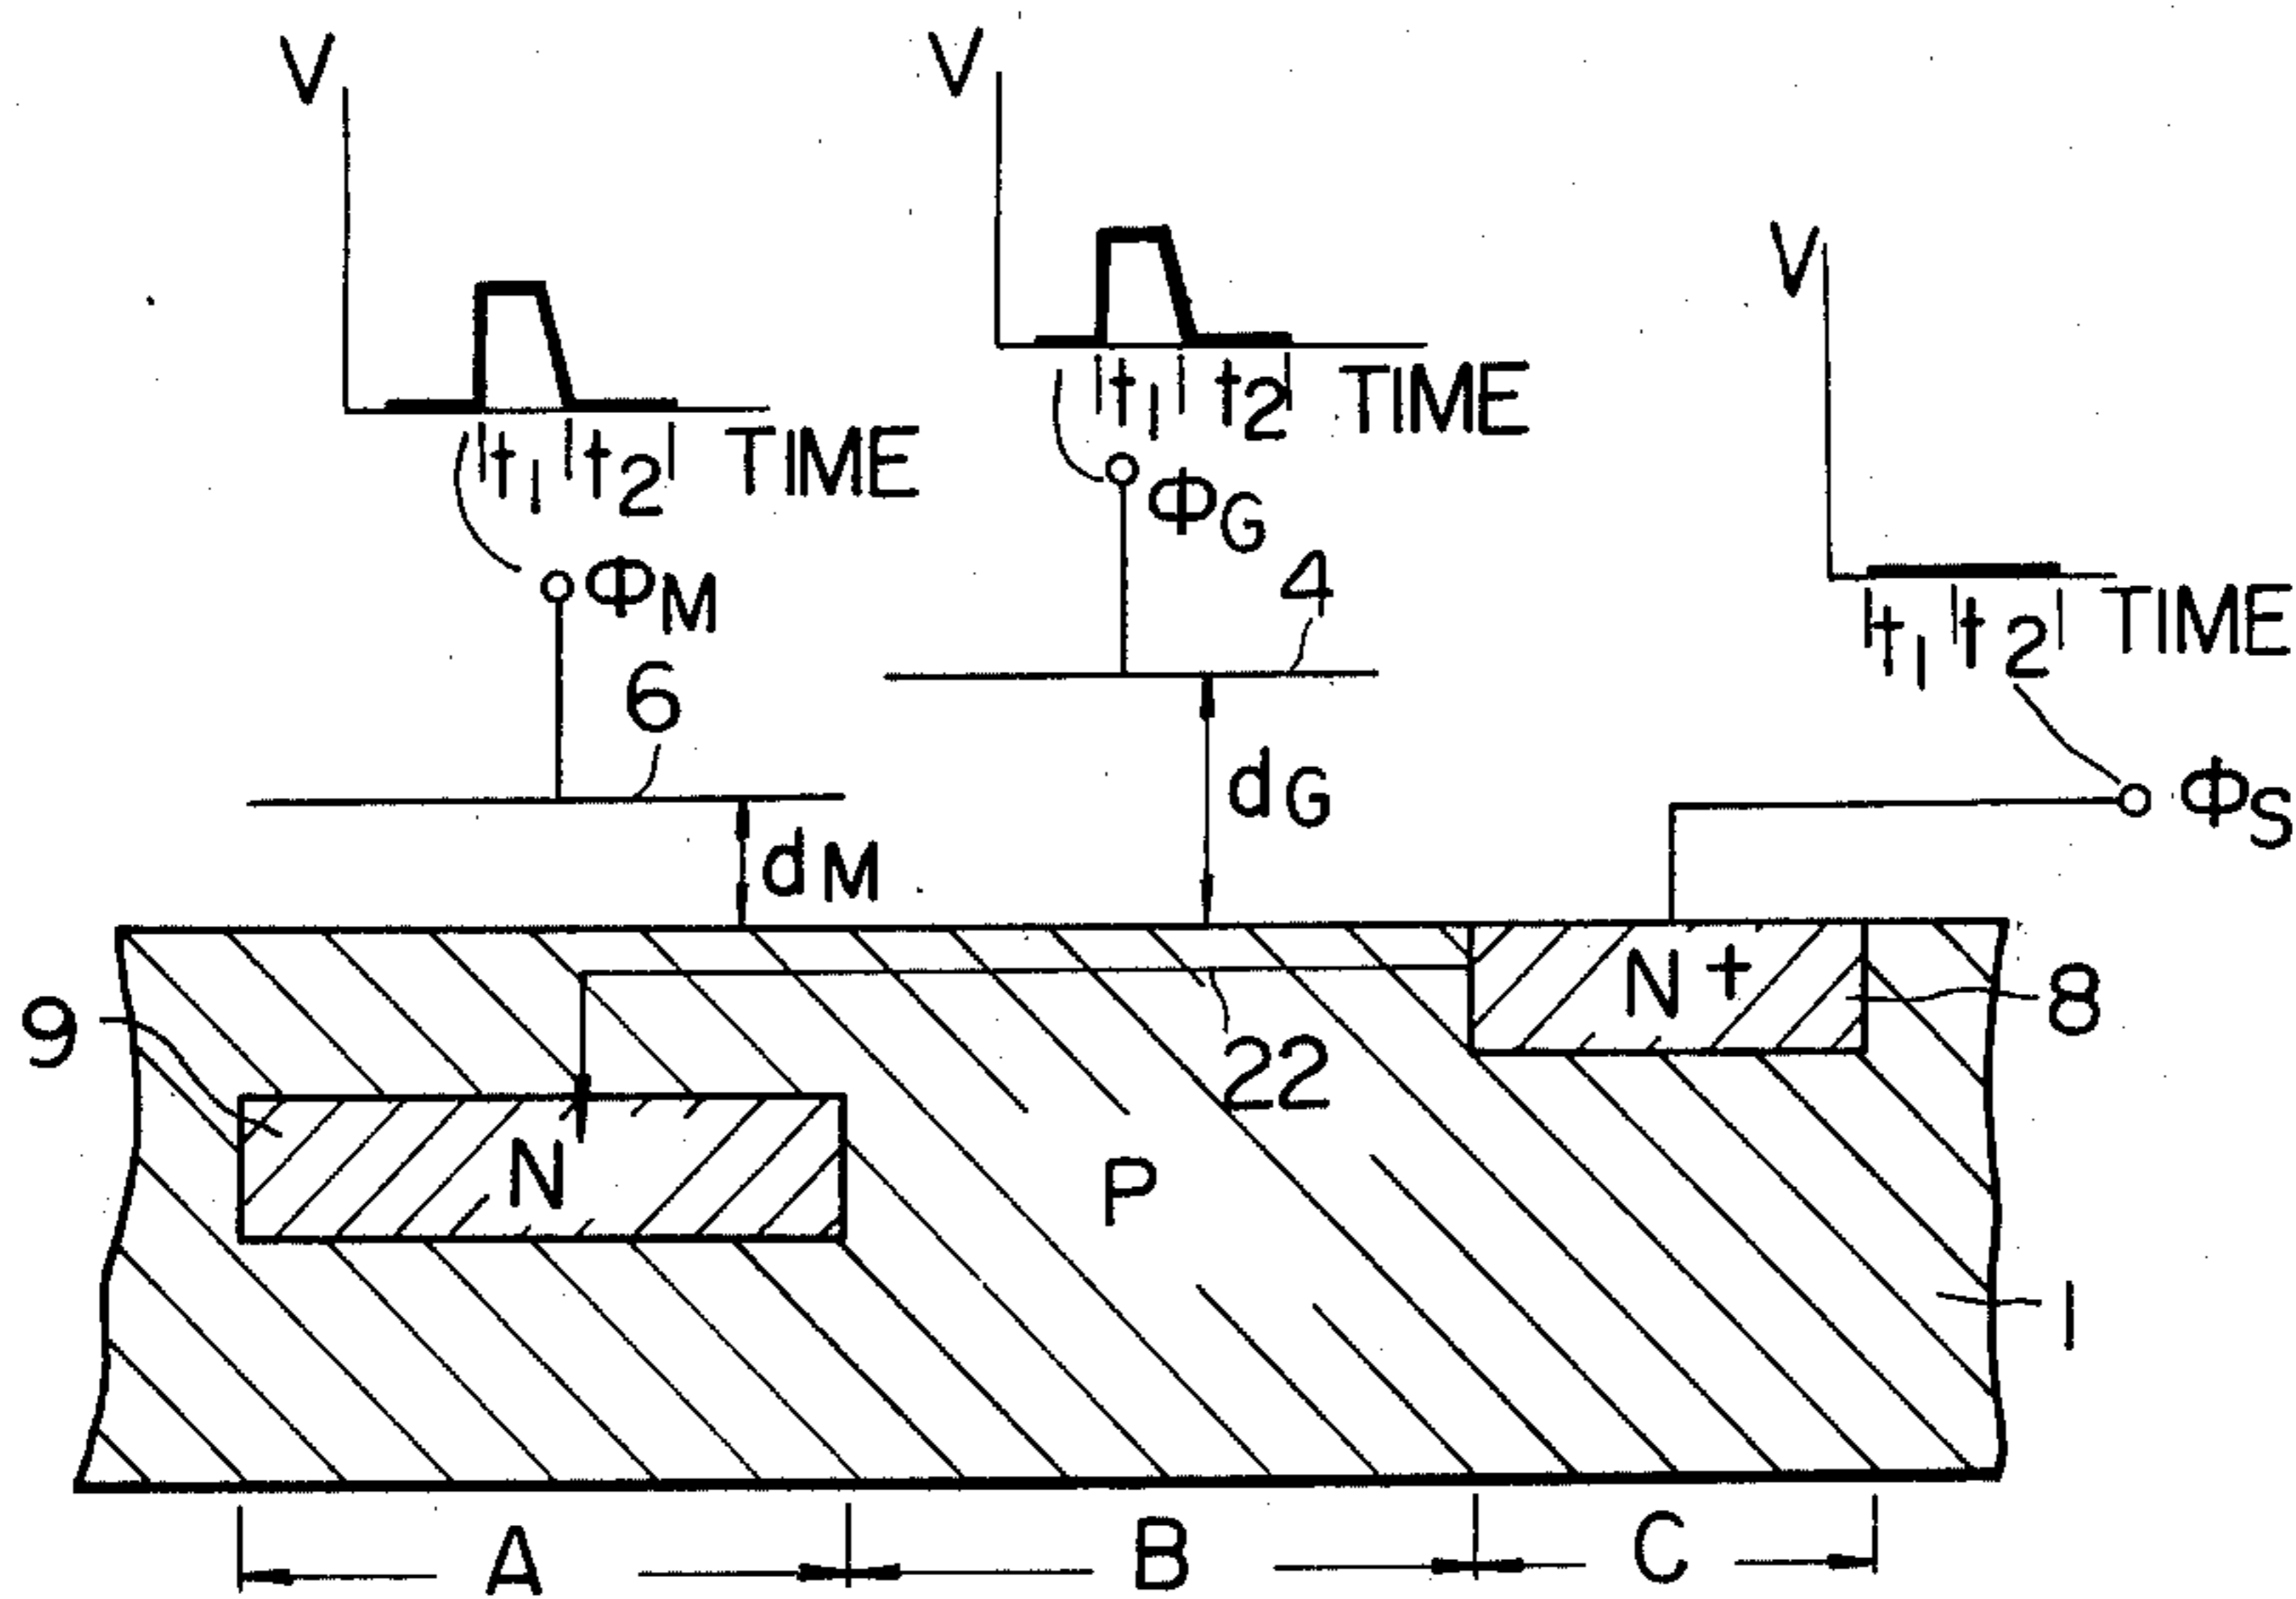 V
V
V
t1 t2 TIME
t1 t2 TIME
t1 t2 TIME
ΦM
ΦG
ΦS
6
4
dM
dG
9
N+
8
22
N
P
1
A B C